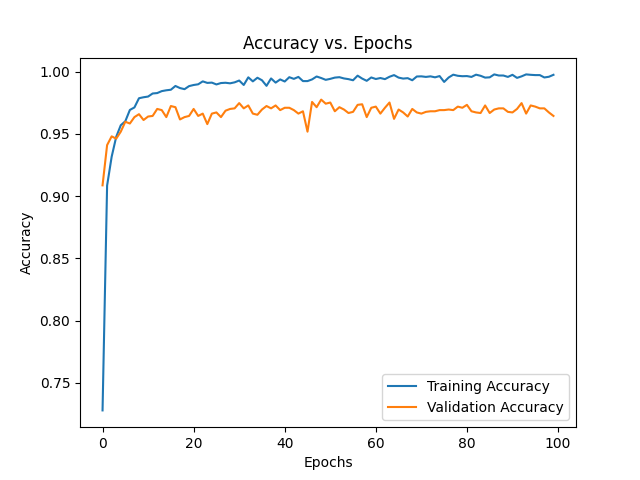 Accuracy vs. Epochs
1.00
0.95
0.90
0.85
0.80
0.75
Accuracy
0 20 40 60 80 100
Epochs
Training Accuracy
Validation Accuracy